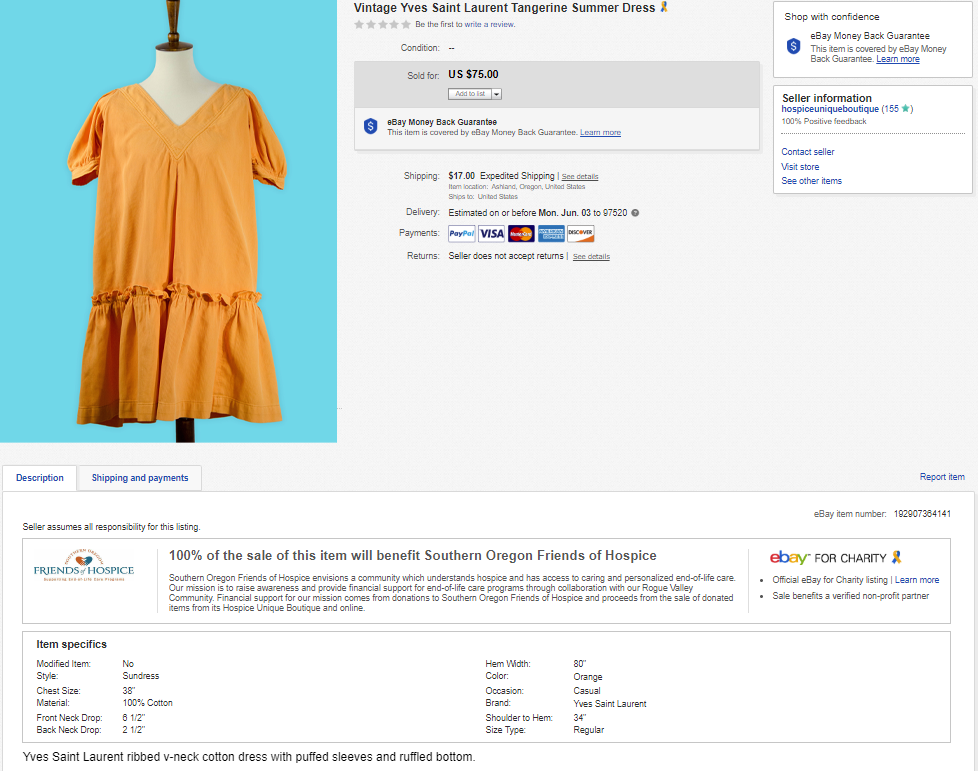 Vintage Yves Saint Laurent Tangerine Summer Dress
Be the first to write a review.
Condition: --
Sold for: US $75.00
Add to list
eBay Money Back Guarantee
This item is covered by eBay Money Back Guarantee. Learn more
Shipping: $17.00 Expedited Shipping | See details
Item location: Ashland, Oregon, United States
Ships to: United States
Delivery: Estimated on or before Mon. Jun. 03 to 97520
Payments: PayPal VISA MasterCard AMERICAN EXPRESS DISCOVER
Returns: Seller does not accept returns | See details
Shop with confidence
eBay Money Back Guarantee
This item is covered by eBay Money
Back Guarantee. Learn more
Seller information
hospiceuniqueboutique (155 ★)
100% Positive feedback
Contact seller
Visit store
See other items
Description Shipping and payments Report item
eBay item number: 192907364141
Seller assumes all responsibility for this listing.
SOUTHERN OREGON
FRIENDS of HOSPICE
Supporting End-of-Life Care Programs
100% of the sale of this item will benefit Southern Oregon Friends of Hospice
Southern Oregon Friends of Hospice envisions a community which understands hospice and has access to caring and personalized end-of-life care.
Our mission is to raise awareness and provide financial support for end-of-life care programs through collaboration with our Rogue Valley
Community. Financial support for our mission comes from donations to Southern Oregon Friends of Hospice and proceeds from the sale of donated
items from its Hospice Unique Boutique and online.
ebay™ FOR CHARITY
• Official eBay for Charity listing | Learn more
• Sale benefits a verified non-profit partner
Item specifics
Modified Item: No Hem Width: 80"
Style: Sundress Color: Orange
Chest Size: 38" Occasion: Casual
Material: 100% Cotton Brand: Yves Saint Laurent
Front Neck Drop: 6 1/2" Shoulder to Hem: 34"
Back Neck Drop: 2 1/2" Size Type: Regular
Yves Saint Laurent ribbed v-neck cotton dress with puffed sleeves and ruffled bottom.